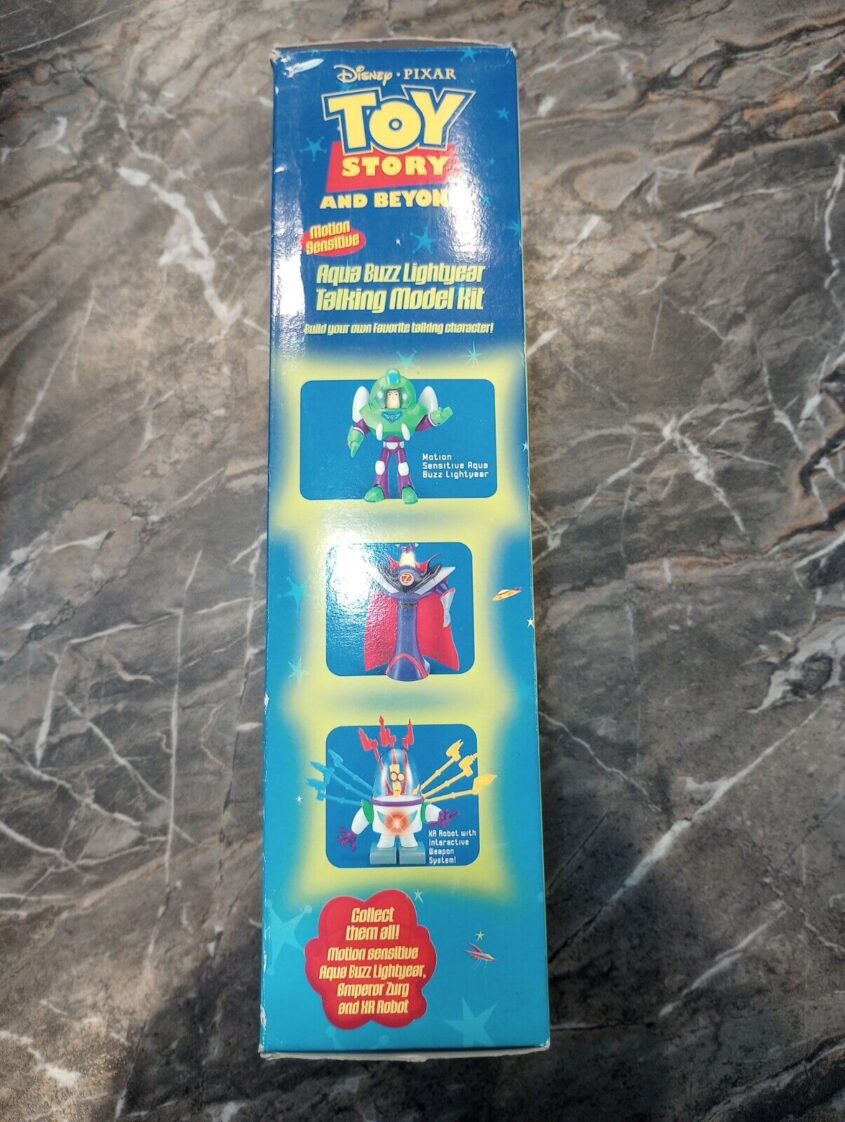 Disney · PIXAR
TOY
STORY
AND BEYON
Motion
Sensitive
Aqua Buzz Lightyear
Talking Model Kit
Build your own favorite talking character!
Motion
Sensitive Aqua
Buzz Lightyear
Z
XR Robot with
Interactive
Weapon
System!
Collect
them all!
Motion sensitive
Aqua Buzz Lightyear,
Emperor Zurg
and XR Robot